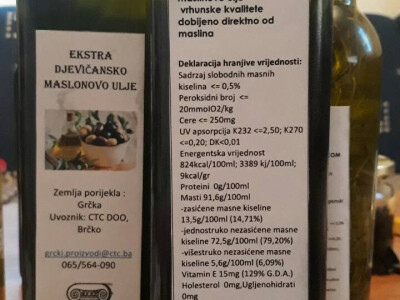 EKSTRA
DJEVIČANSKO
MASLONOVO ULJE
Zemlja porijekla :
Grčka
Uvoznik: CTC DOO,
Brčko
grcki.proizvodi@ctc.ba
065/564-090
maslinovo ulje
vrhunske kvalitete
dobijeno direktno od
maslina
Deklaracija hranjive vrijednosti:
Sadrzaj slobodnih masnih
kiselina <= 0,5%
Peroksidni broj <=
20mmolO2/kg
Cere <= 250mg
UV apsorpcija K232 <=2,50; K270
<=0,20; DK<0,01
Energentska vrijednost
824kcal/100ml; 3389 kj/100ml;
9kcal/gr
Proteini 0g/100ml
Masti 91,6g/100ml
-zasićene masne kiseline
13,5g/100ml (14,71%)
-jednostruko nezasićene masne
kiseline 72,5g/100ml (79,20%)
-višestruko nezasićene masne
kiseline 5,6g/100ml (6,09%)
Vitamin E 15mg (129% G.D.A.)
Holesterol 0mg,Ugljenohidrati
0mg
.COM